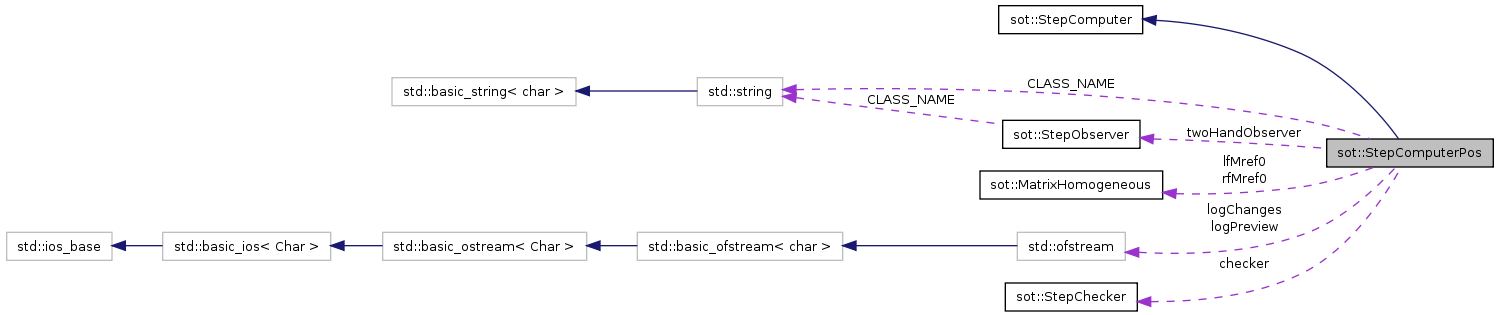 sot::StepComputer
CLASS_NAME
std::basic_string< char >
std::string
CLASS_NAME
sot::StepObserver
twoHandObserver
sot::StepComputerPos
lfMref0
rfMref0
sot::MatrixHomogeneous
logChanges
logPreview
std::ios_base
std::basic_ios< Char >
std::basic_ostream< Char >
std::basic_ofstream< char >
std::ofstream
checker
sot::StepChecker